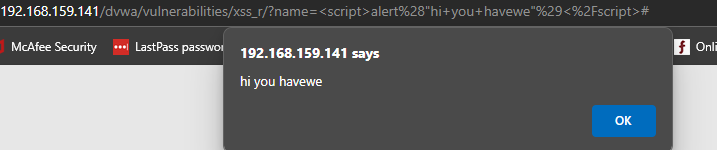 192.168.159.141/dvwa/vulnerabilities/xss_r/?name=<script>alert%28"hi+you+havewe"%29<%2Fscript>#
McAfee Security
LastPass passwor
Onli
192.168.159.141 says
hi you havewe
OK